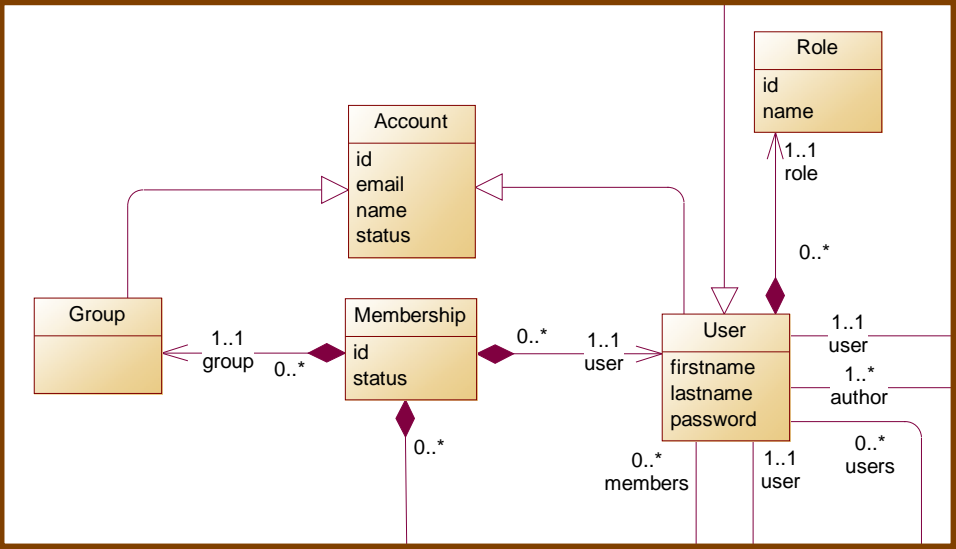 Role
id
name
1..1
role
0..*
Account
id
email
name
status
Group
1..1
group
0..*
Membership
id
status
0..*
0..*
1..1
user
User
firstname
lastname
password
1..1
user
1..*
author
0..*
users
0..*
members
1..1
user